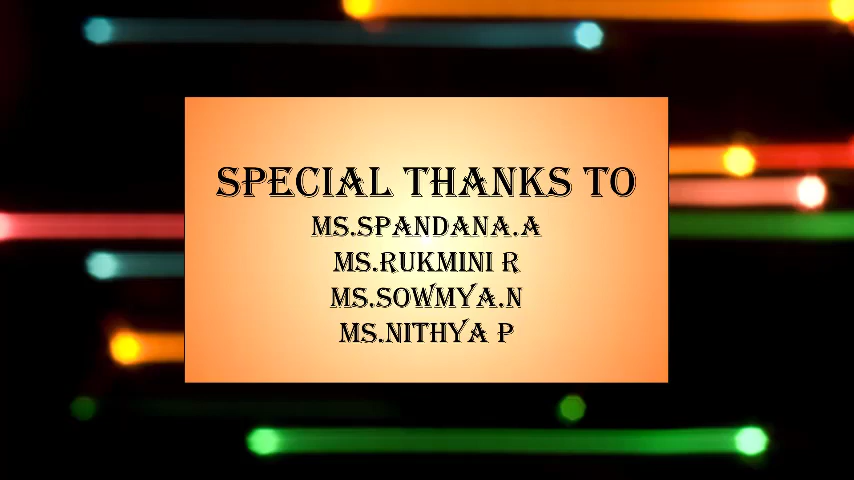 SPECIAL THANKS TO
MS.SPANDANA.A
MS.RUKMINI R
MS.SOWMYA.N
MS.NITHYA P